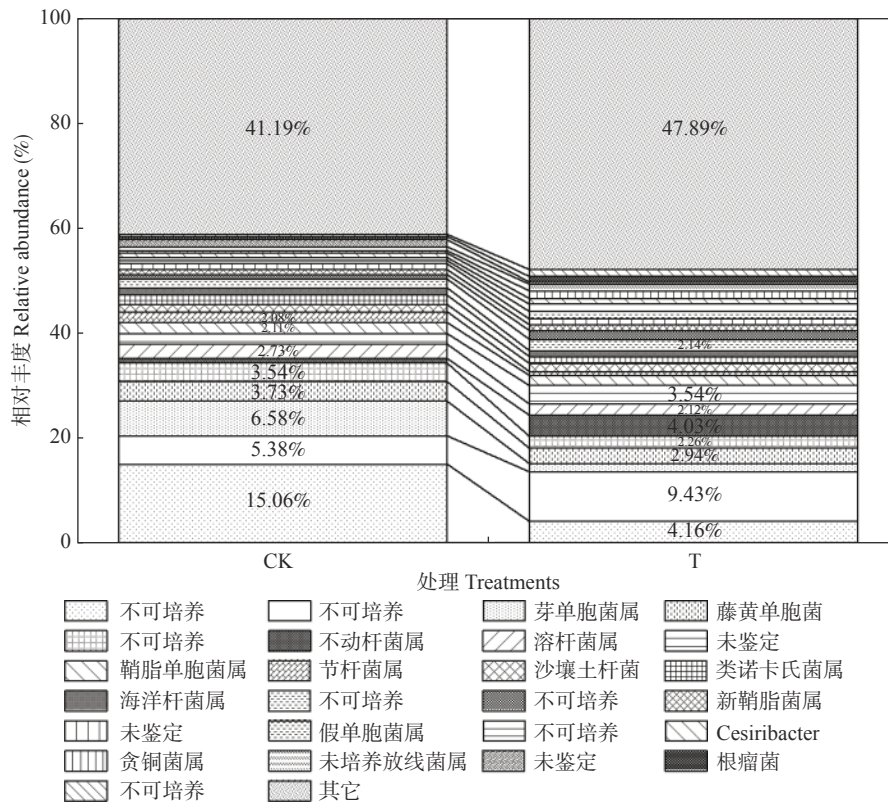 100
80
60
40
20
0
相对丰度 Relative abundance (%)
41.19%
2.08%
2.11%
2.73%
3.54%
3.73%
6.58%
5.38%
15.06%
47.89%
2.14%
3.54%
2.12%
4.03%
2.26%
2.94%
9.43%
4.16%
CK T
处理 Treatments
不可培养 不可培养 芽单胞菌属 藤黄单胞菌
不可培养 不动杆菌属 溶杆菌属 未鉴定
鞘脂单胞菌属 节杆菌属 沙壤土杆菌 类诺卡氏菌属
海洋杆菌属 不可培养 不可培养 新鞘脂菌属
未鉴定 假单胞菌属 不可培养 Cesiribacter
贪铜菌属 未培养放线菌属 未鉴定 根瘤菌
不可培养 其它